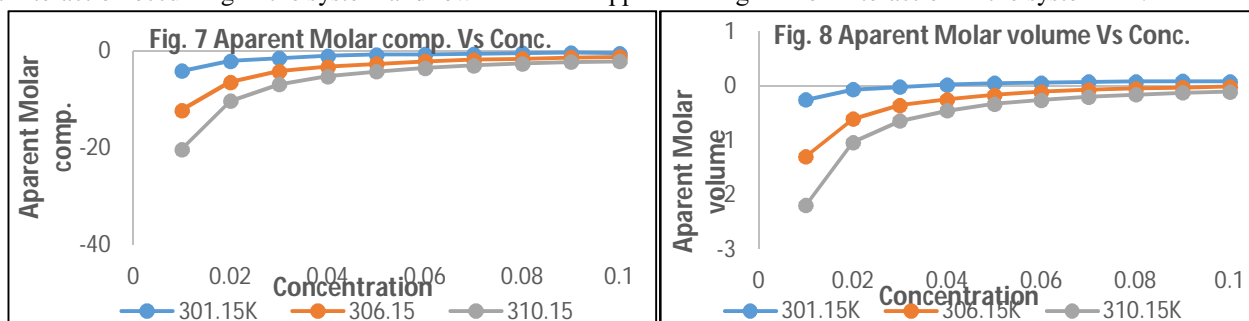 Fig. 7 Aparent Molar comp. Vs Conc.
0
-20
-40
Aparent Molar
comp.
0 0.02 0.04 0.06 0.08 0.1
Concentration
301.15K 306.15 310.15
Fig. 8 Aparent Molar volume Vs Conc.
1
0
-1
-2
-3
Aparent Molar
volume
0 0.02 0.04 0.06 0.08 0.1
Concentration
301.15K 306.15K 310.15K